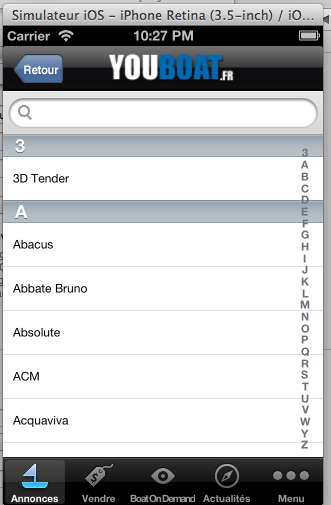 Simulateur iOS - iPhone Retina (3.5-inch) / iO...
Carrier 10:27 PM
Retour YOUBOAT.FR
3
3D Tender
A
Abacus
Abbate Bruno
Absolute
ACM
Acquaviva
3
A
B
C
D
E
F
G
H
I
J
K
L
M
N
O
P
Q
R
S
T
U
V
W
Y
Z
Annonces Vendre BoatOnDemand Actualités Menu